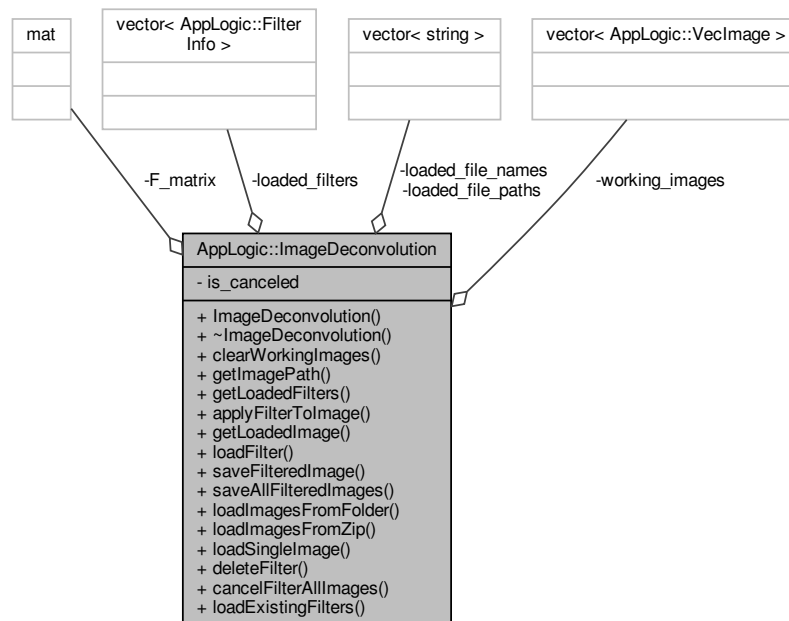 mat
vector< AppLogic::Filter
Info >
vector< string >
vector< AppLogic::VecImage >
-F_matrix
-loaded_filters
-loaded_file_names
-loaded_file_paths
-working_images
AppLogic::ImageDeconvolution
- is_canceled
+ ImageDeconvolution()
+ ~ImageDeconvolution()
+ clearWorkingImages()
+ getImagePath()
+ getLoadedFilters()
+ applyFilterToImage()
+ getLoadedImage()
+ loadFilter()
+ saveFilteredImage()
+ saveAllFilteredImages()
+ loadImagesFromFolder()
+ loadImagesFromZip()
+ loadSingleImage()
+ deleteFilter()
+ cancelFilterAllImages()
+ loadExistingFilters()